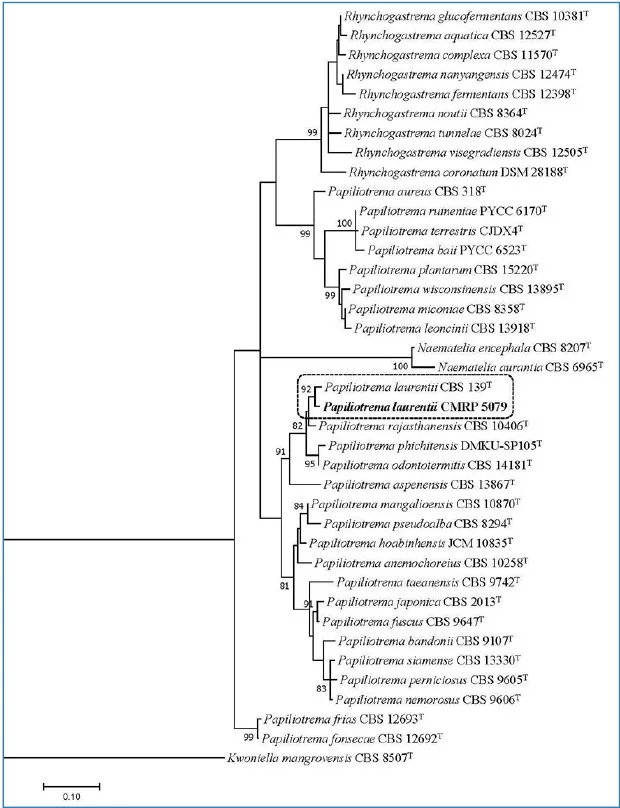 Rhynchogastrema glucofermentans CBS 10381T
Rhynchogastrema aquatica CBS 12527T
Rhynchogastrema complexa CBS 11570T
Rhynchogastrema nanyangensis CBS 12474T
Rhynchogastrema fermentans CBS 12398T
Rhynchogastrema noutii CBS 8364T
99
Rhynchogastrema tunnelae CBS 8024T
Rhynchogastrema visegradiensis CBS 12505T
Rhynchogastrema coronatum DSM 28188T
Papiliotrema aureus CBS 318T
Papiliotrema ruineniae PYCC 6170T
100
99
Papiliotrema terrestris CJDX4T
Papiliotrema baii PYCC 6523T
Papiliotrema plantarum CBS 15220T
Papiliotrema wisconsinensis CBS 13895T
99
Papiliotrema miconiae CBS 8358T
Papiliotrema leoncinii CBS 13918T
Naematelia encephala CBS 8207T
100
Naematelia aurantia CBS 6965T
92
Papiliotrema laurentii CBS 139T
Papiliotrema laurentii CMRP 5079
82
Papiliotrema rajasthanensis CBS 10406T
Papiliotrema phichitensis DMKU-SP105T
91
95
Papiliotrema odontotermitis CBS 14181T
Papiliotrema aspenensis CBS 13867T
84
Papiliotrema mangalioensis CBS 10870T
Papiliotrema pseudoalba CBS 8294T
Papiliotrema hoabinhensis JCM 10835T
Papiliotrema anemochoreius CBS 10258T
81
Papiliotrema taeanensis CBS 9742T
91
Papiliotrema japonica CBS 2013T
Papiliotrema fuscus CBS 9647T
Papiliotrema bandonii CBS 9107T
Papiliotrema siamense CBS 13330T
83
Papiliotrema perniciosus CBS 9605T
Papiliotrema nemorosus CBS 9606T
Papiliotrema frias CBS 12693T
99
Papiliotrema fonsecae CBS 12692T
Kwoniella mangrovensis CBS 8507T
0.10